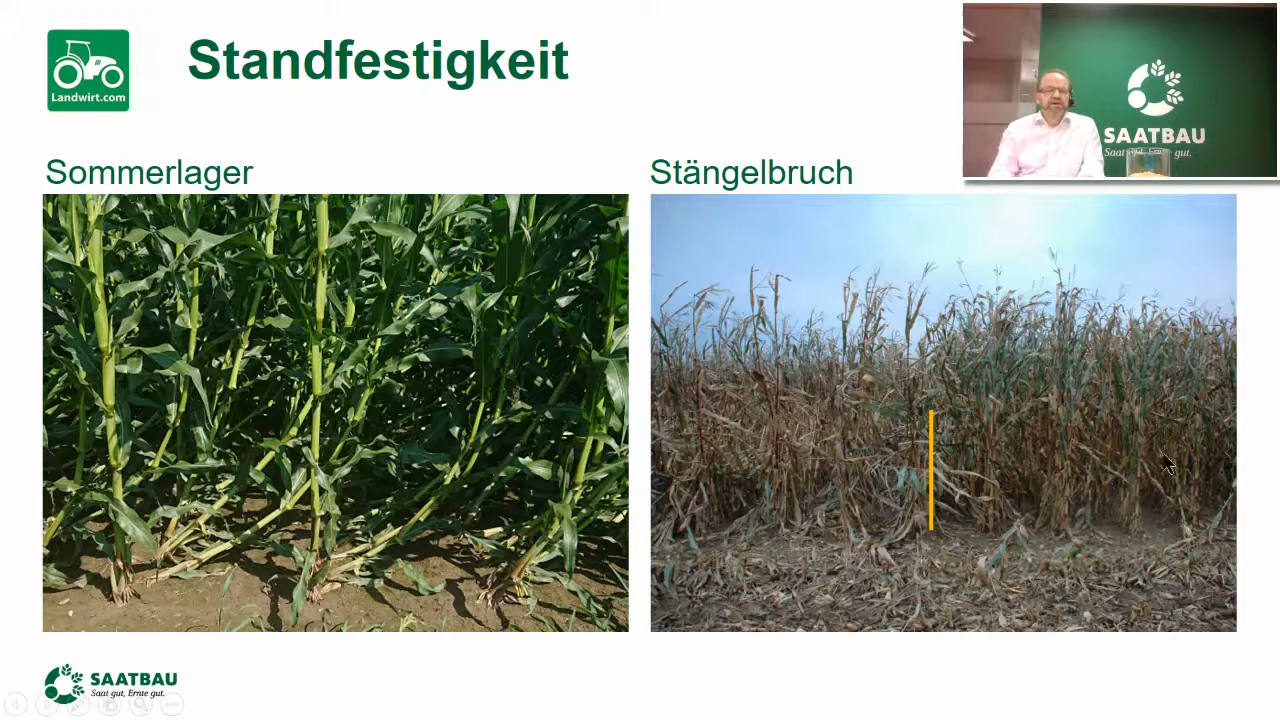 Landwirt.com
Standfestigkeit
SAATBAU
Saat gut, Ernte gut.
Sommerlager
Stängelbruch
SAATBAU
Saat gut, Ernte gut.